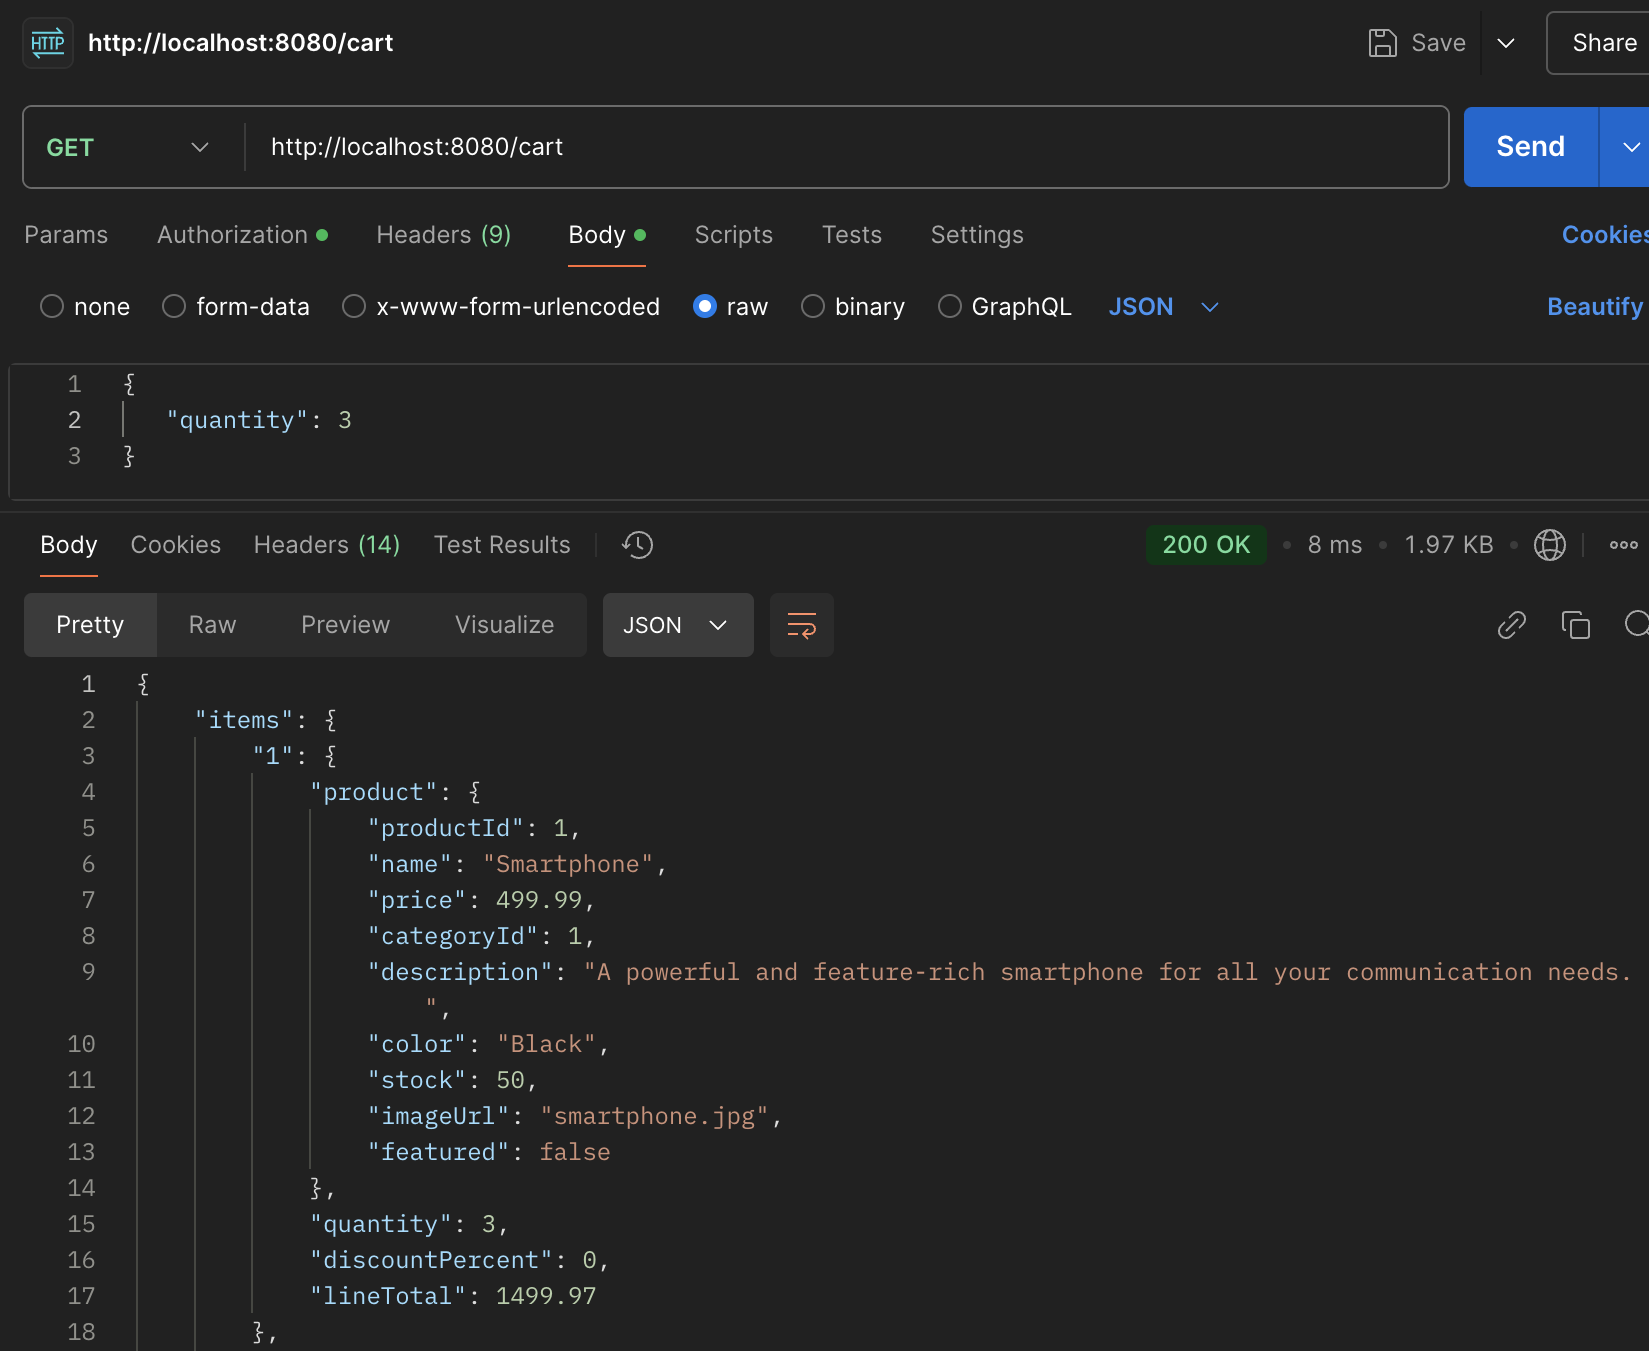 HTTP http://localhost:8080/cart Save Share
GET http://localhost:8080/cart Send
Params Authorization Headers (9) Body Scripts Tests Settings Cookies
none form-data x-www-form-urlencoded raw binary GraphQL JSON Beautify
1 {
2 "quantity": 3
3 }
Body Cookies Headers (14) Test Results 200 OK • 8 ms • 1.97 KB •
Pretty Raw Preview Visualize JSON
1 {
2 "items": {
3 "1": {
4 "product": {
5 "productId": 1,
6 "name": "Smartphone",
7 "price": 499.99,
8 "categoryId": 1,
9 "description": "A powerful and feature-rich smartphone for all your communication needs.
",
10 "color": "Black",
11 "stock": 50,
12 "imageUrl": "smartphone.jpg",
13 "featured": false
14 },
15 "quantity": 3,
16 "discountPercent": 0,
17 "lineTotal": 1499.97
18 },